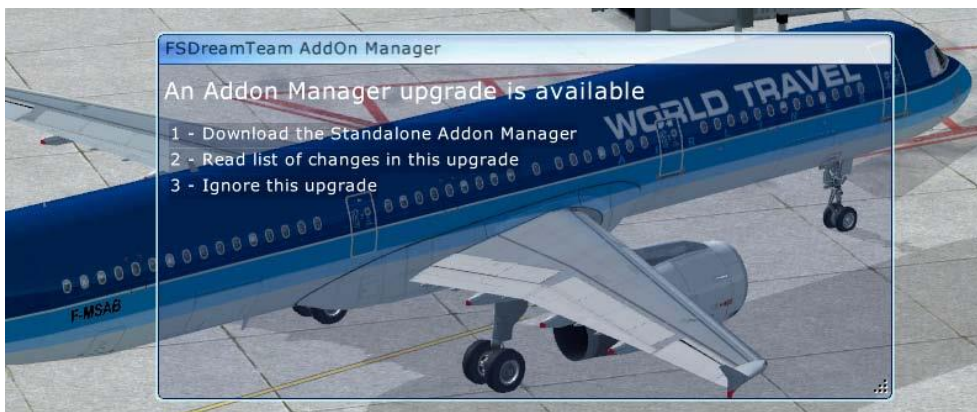 FSDreamTeam AddOn Manager
An Addon Manager upgrade is available
1 - Download the Standalone Addon Manager
2 - Read list of changes in this upgrade
3 - Ignore this upgrade
WORLD TRAVEL
F-MSAB